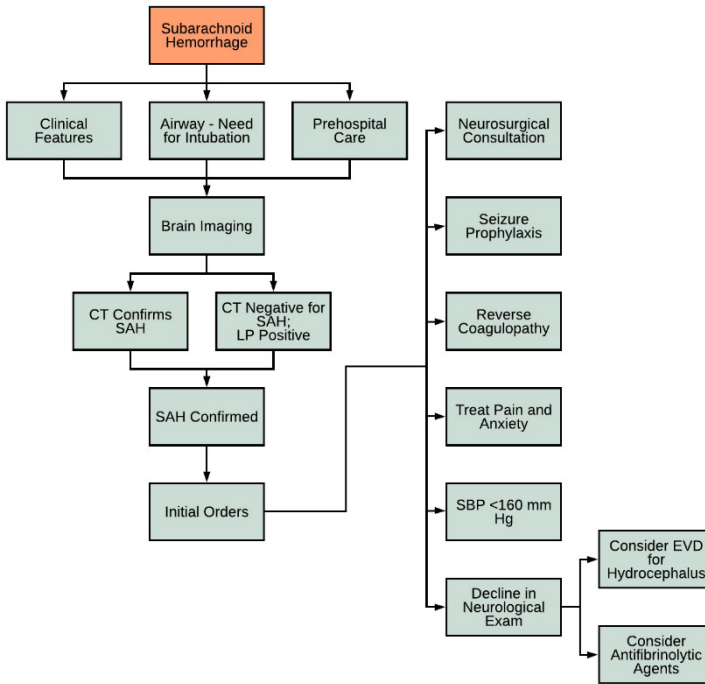 Subarachnoid
Hemorrhage
Clinical
Features
Airway - Need
for Intubation
Prehospital
Care
Brain Imaging
CT Confirms
SAH
CT Negative for
SAH;
LP Positive
SAH Confirmed
Initial Orders
Neurosurgical
Consultation
Seizure
Prophylaxis
Reverse
Coagulopathy
Treat Pain and
Anxiety
SBP <160 mm
Hg
Decline in
Neurological
Exam
Consider EVD
for
Hydrocephalus
Consider
Antifibrinolytic
Agents